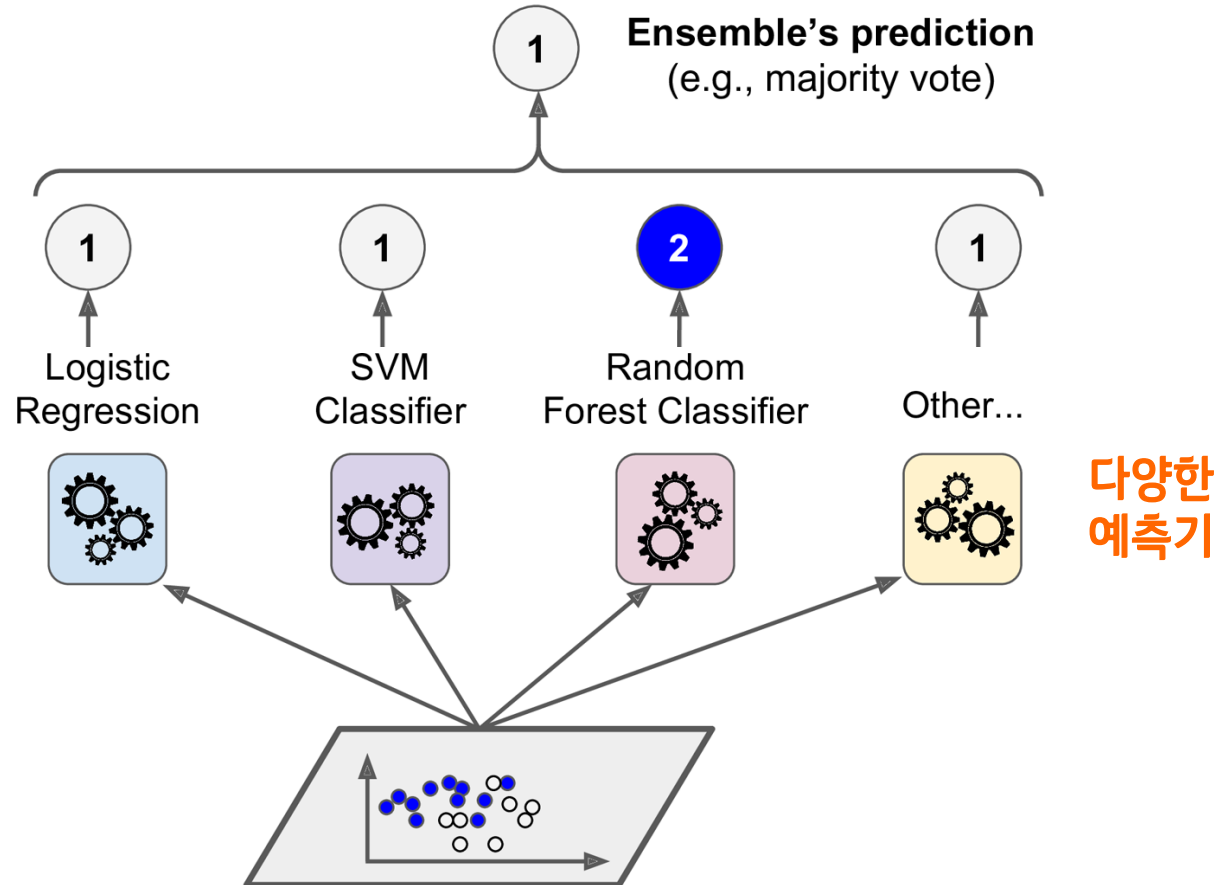 1
Ensemble's prediction
(e.g., majority vote)
1
1
2
1
Logistic
Regression
SVM
Classifier
Random
Forest Classifier
Other...
다양한
예측기